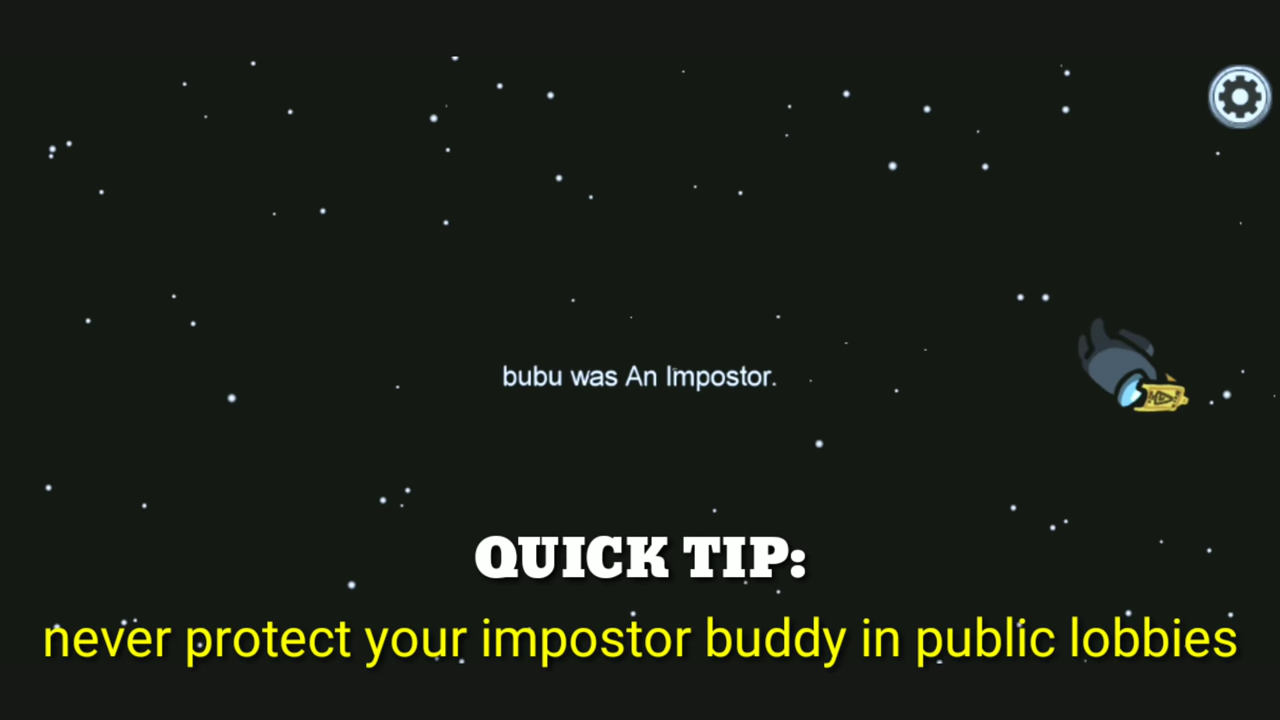 bubu was An Impostor.
QUICK TIP:
never protect your impostor buddy in public lobbies